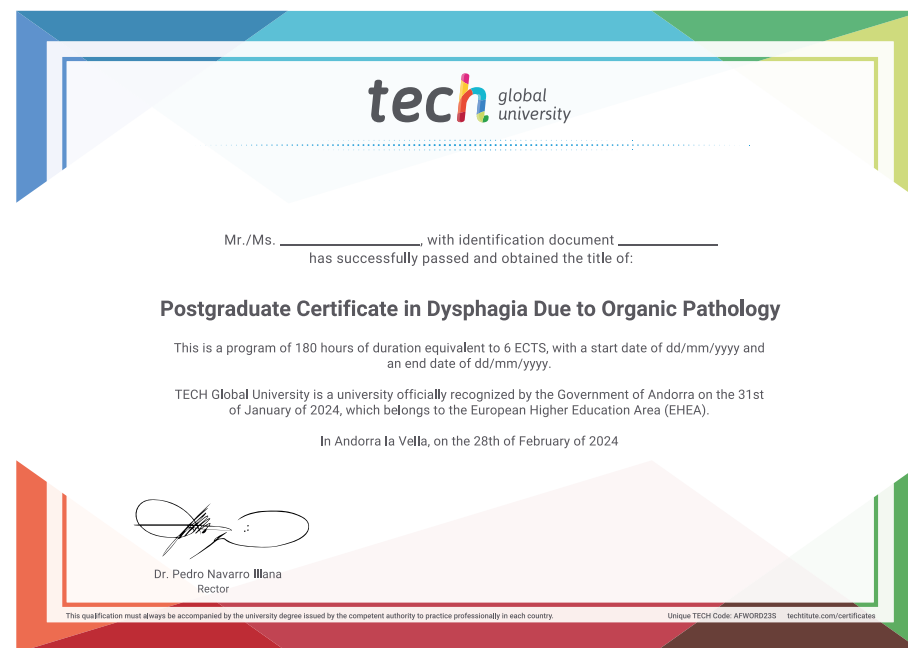 tech global university
Mr./Ms. ____________________, with identification document ______________
has successfully passed and obtained the title of:
Postgraduate Certificate in Dysphagia Due to Organic Pathology
This is a program of 180 hours of duration equivalent to 6 ECTS, with a start date of dd/mm/yyyy and
an end date of dd/mm/yyyy.
TECH Global University is a university officially recognized by the Government of Andorra on the 31st
of January of 2024, which belongs to the European Higher Education Area (EHEA).
In Andorra la Vella, on the 28th of February of 2024
Dr. Pedro Navarro Illana
Rector
This qualification must always be accompanied by the university degree issued by the competent authority to practice professionally in each country.
Unique TECH Code: AFWORD23S techtitute.com/certificates